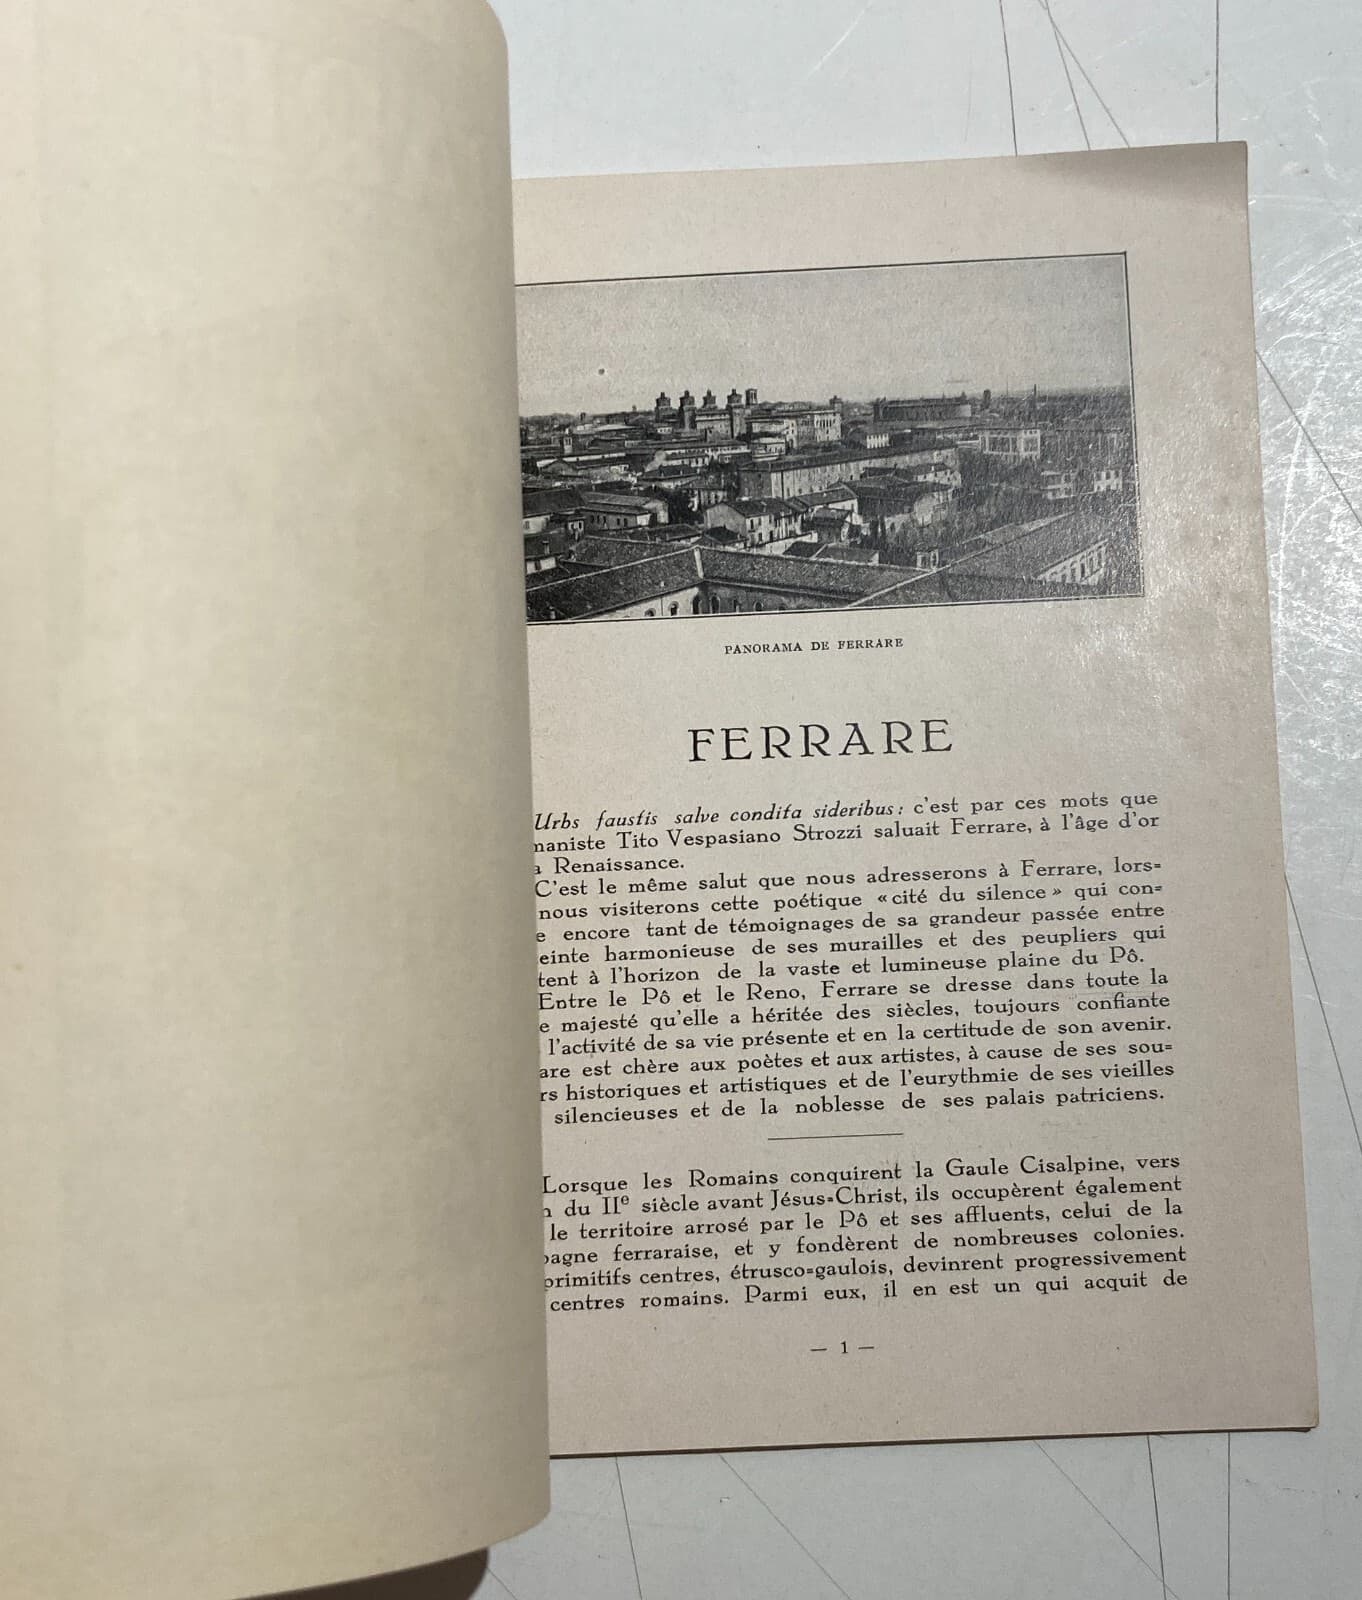 PANORAMA DE FERRARE
FERRARE
Urbs faustis salve condita sideribus: c'est par ces mots que
maniste Tito Vespasiano Strozzi saluait Ferrare, à l'âge d'or
a Renaissance.
C'est le même salut que nous adresserons à Ferrare, lors=
nous visiterons cette poétique «cité du silence» qui con=
e encore tant de témoignages de sa grandeur passée entre
einte harmonieuse de ses murailles et des peupliers qui
tent à l'horizon de la vaste et lumineuse plaine du Pô.
Entre le Pô et le Reno, Ferrare se dresse dans toute la
e majesté qu'elle a héritée des siècles, toujours confiante
l'activité de sa vie présente et en la certitude de son avenir.
are est chère aux poètes et aux artistes, à cause de ses sou=
rs historiques et artistiques et de l'eurythmie de ses vieilles
silencieuses et de la noblesse de ses palais patriciens.
Lorsque les Romains conquirent la Gaule Cisalpine, vers
n du IIe siècle avant Jésus=Christ, ils occupèrent également
le territoire arrosé par le Pô et ses affluents, celui de la
pagne ferraraise, et y fondèrent de nombreuses colonies.
primitifs centres, étrusco=gaulois, devinrent progressivement
centres romains. Parmi eux, il en est un qui acquit de
— 1 —